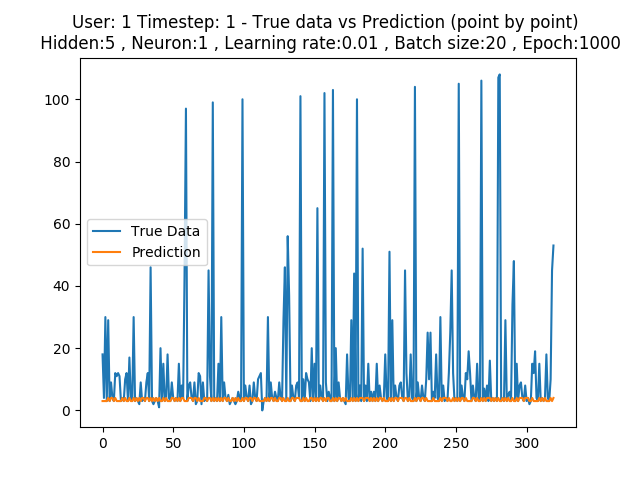 User: 1 Timestep: 1 - True data vs Prediction (point by point)
Hidden:5 , Neuron:1 , Learning rate:0.01 , Batch size:20 , Epoch:1000
100
80
60
True Data
Prediction
40
20
0
0 50 100 150 200 250 300